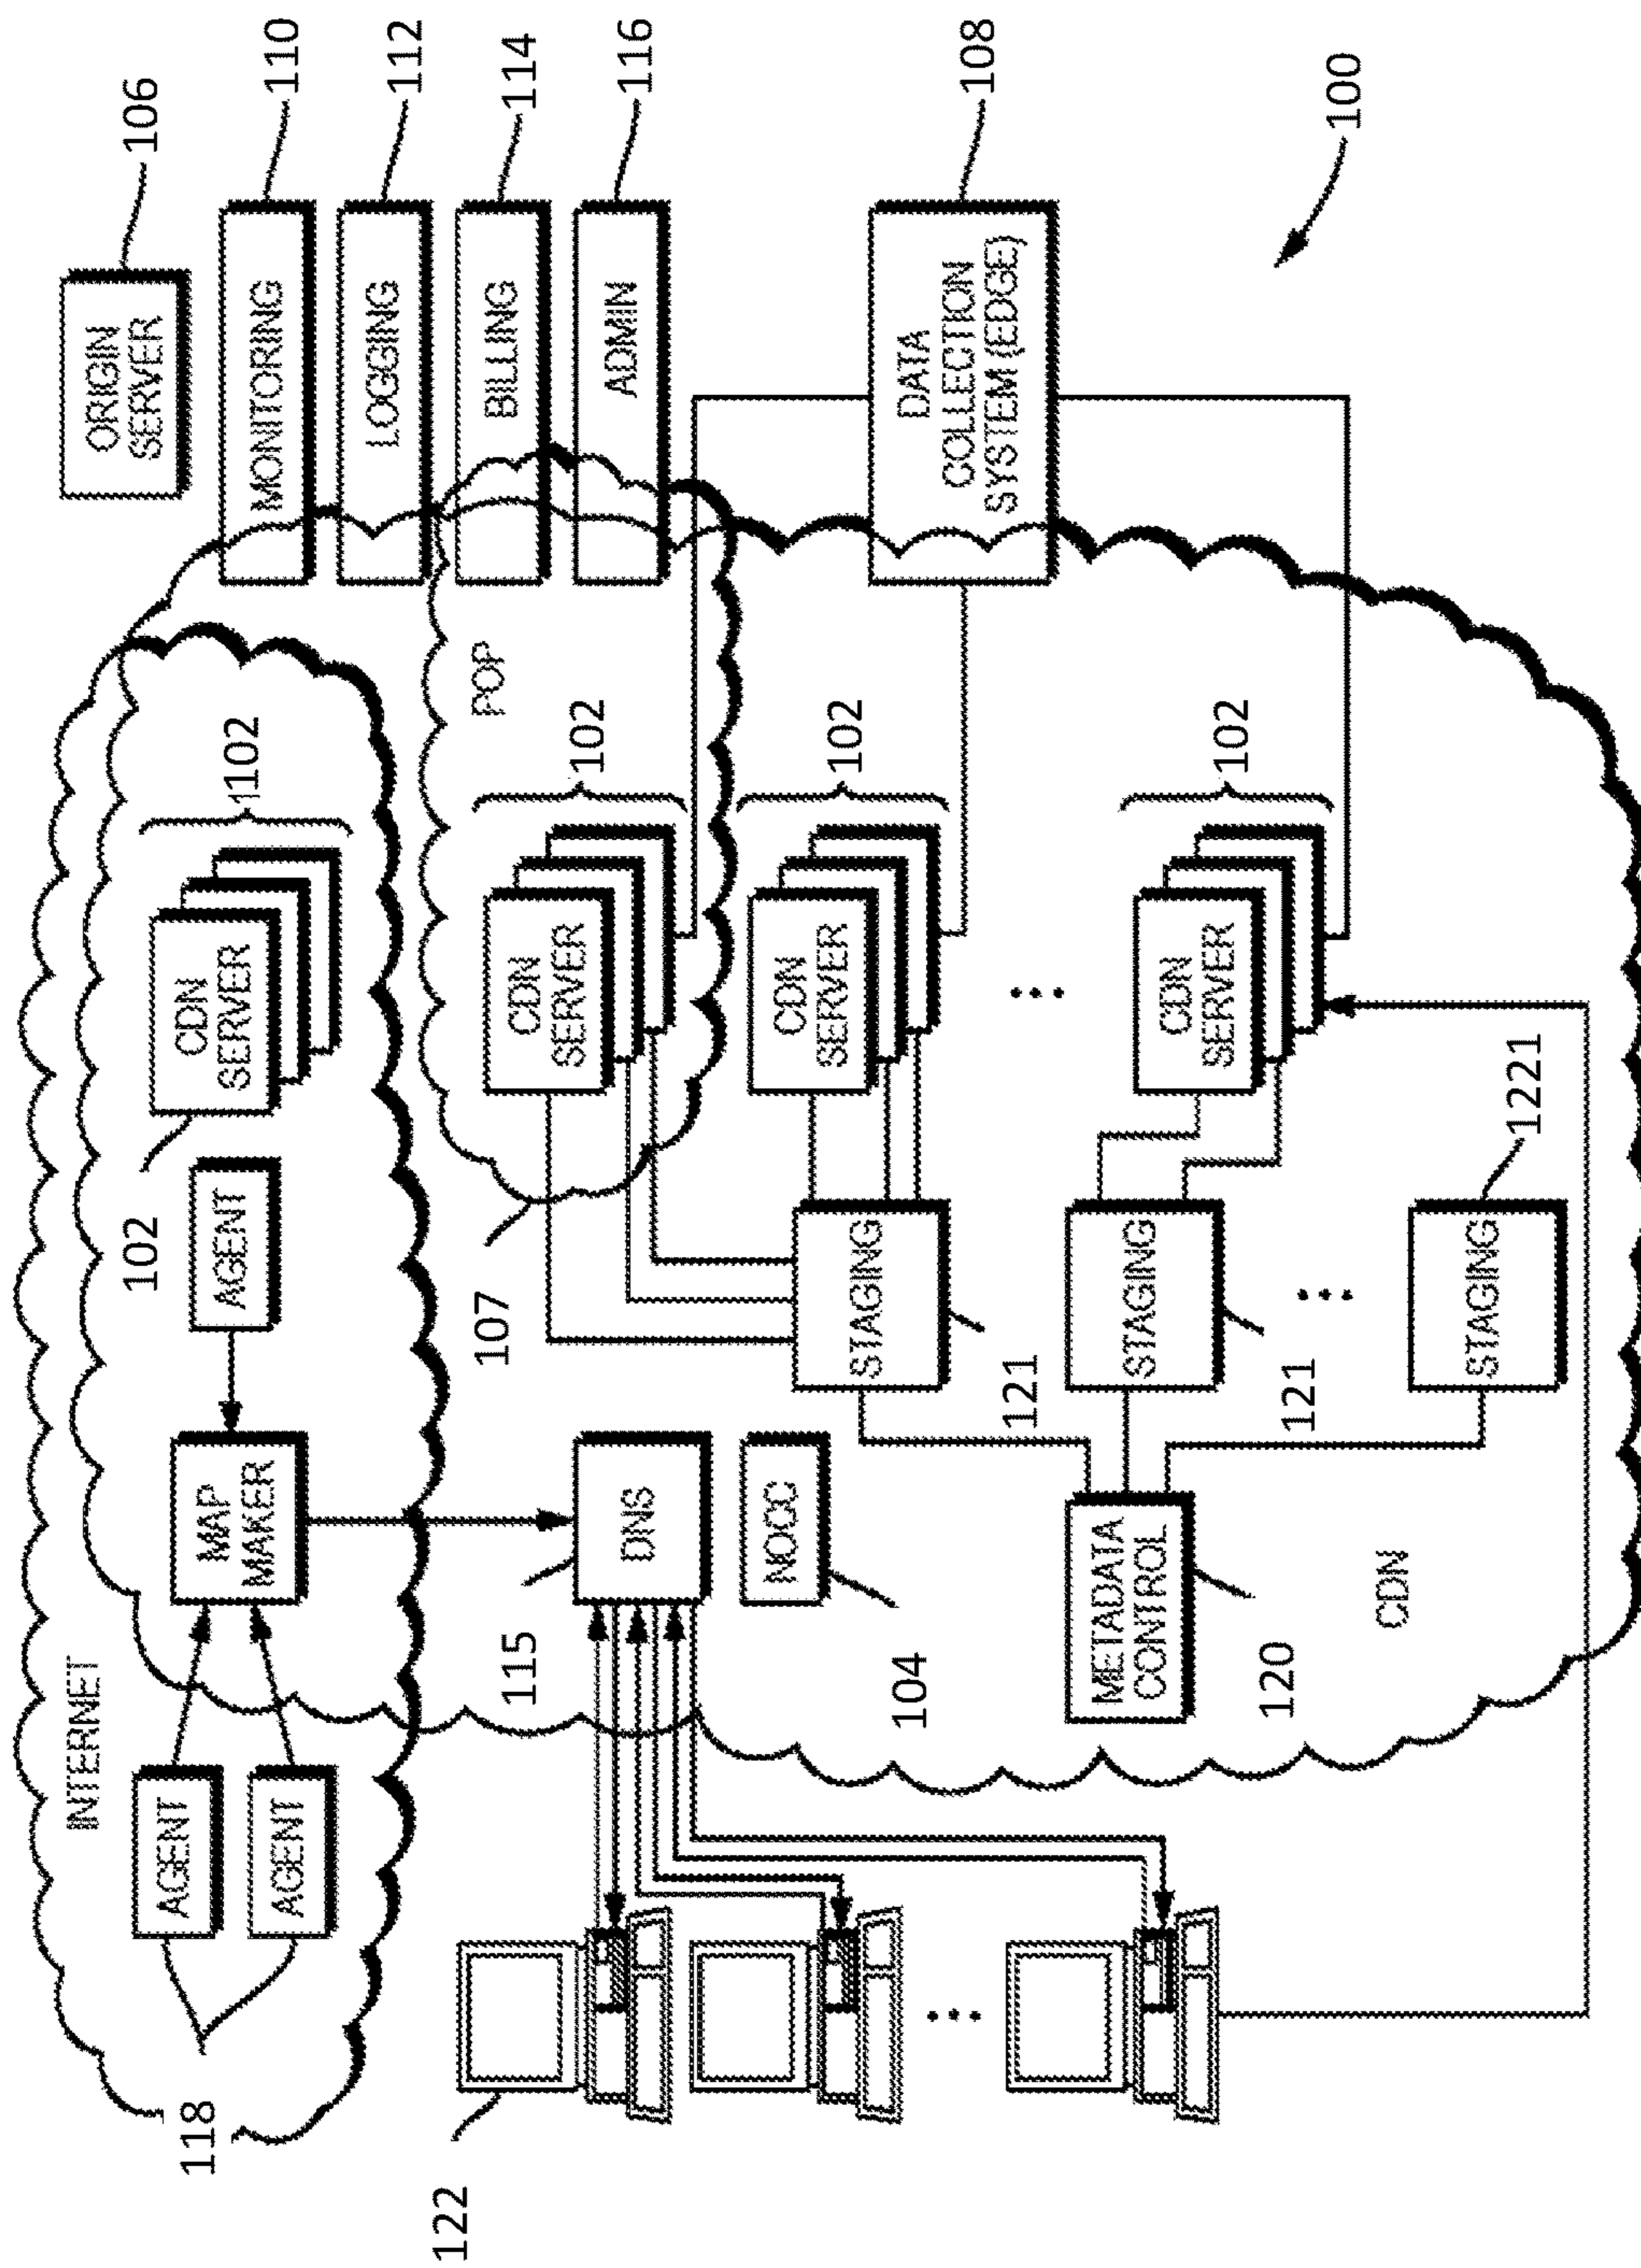 118
INTERNET
AGENT
AGENT
MAP
MAKER
AGENT
102
CDN
SERVER
102
ORIGIN
SERVER
106
MONITORING
110
LOGGING
112
BILLING
114
ADMIN
116
POP
107
CDN
SERVER
102
122
115
DNS
NOCC
104
STAGING
121
CDN
SERVER
102
DATA
COLLECTION
SYSTEM (EDGE)
108
METADATA
CONTROL
120
STAGING
121
CDN
SERVER
102
CDN
STAGING
1221
100